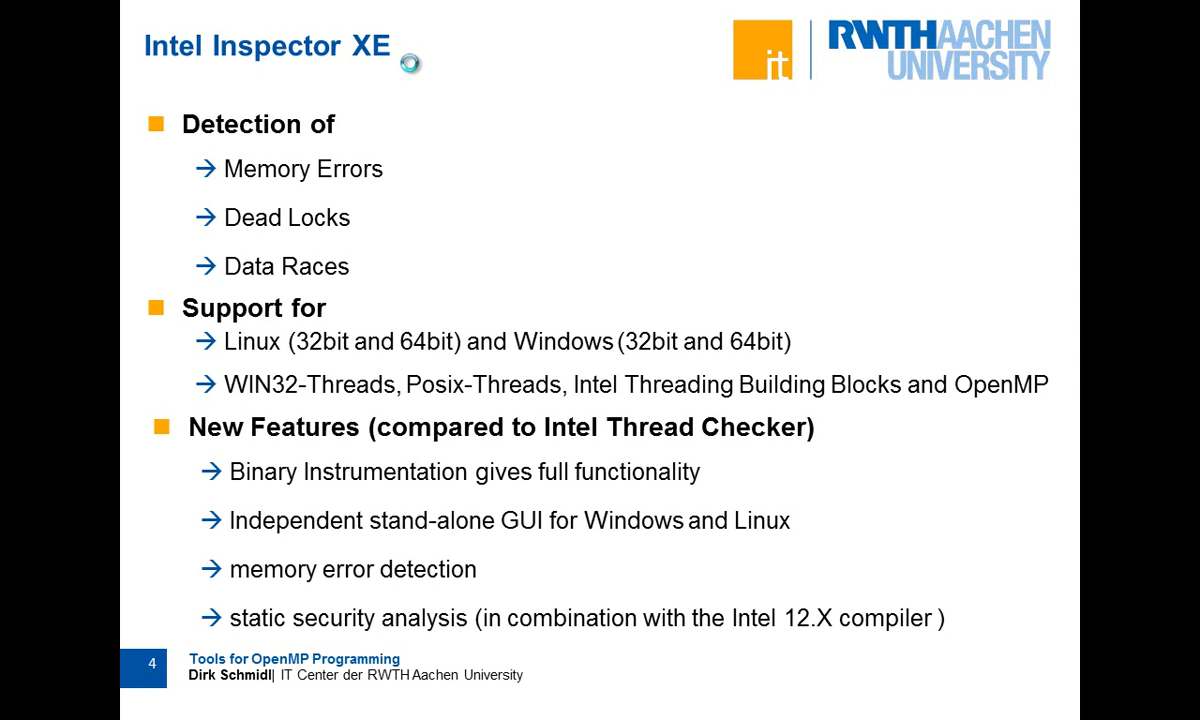 Intel Inspector XE
it
RWTHAACHEN
UNIVERSITY
Detection of
→ Memory Errors
→ Dead Locks
→ Data Races
Support for
→ Linux (32bit and 64bit) and Windows (32bit and 64bit)
→ WIN32-Threads, Posix-Threads, Intel Threading Building Blocks and OpenMP
New Features (compared to Intel Thread Checker)
→ Binary Instrumentation gives full functionality
→ Independent stand-alone GUI for Windows and Linux
→ memory error detection
→ static security analysis (in combination with the Intel 12.X compiler )
4
Tools for OpenMP Programming
Dirk Schmidl| IT Center der RWTH Aachen University